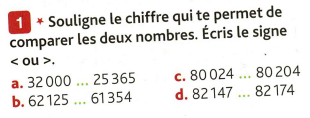 1 * Souligne le chiffre qui te permet de
comparer les deux nombres. Écris le signe
< ou >.
a. 32 000 ... 25 365 c. 80 024 ... 80 204
b. 62 125 ... 61 354 d. 82 147 ... 82 174